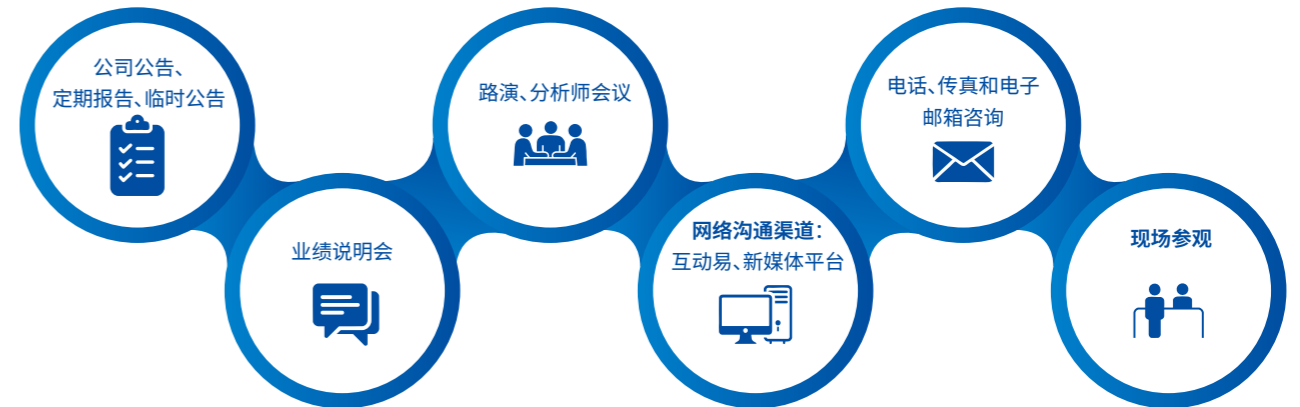 公司公告、
定期报告、临时公告
业绩说明会
路演、分析师会议
网络沟通渠道：
互动易、新媒体平台
电话、传真和电子
邮箱咨询
现场参观